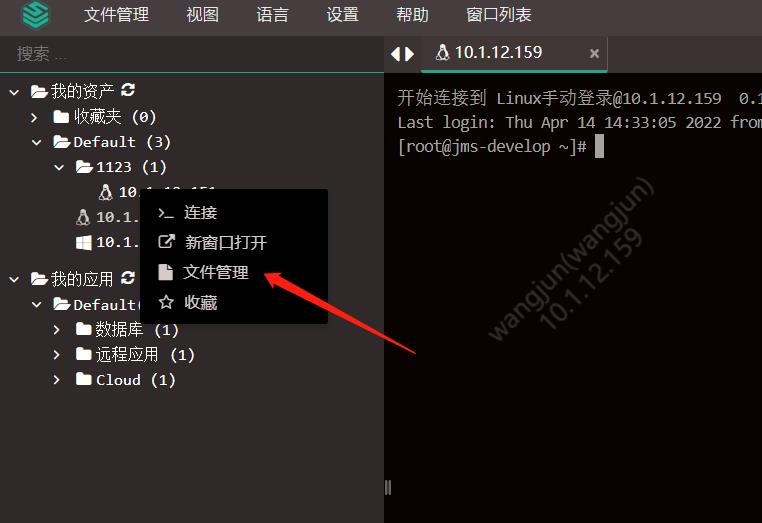 文件管理 视图 语言 设置 帮助 窗口列表
搜索 ...
10.1.12.159
我的资产
收藏夹 (0)
Default (3)
1123 (1)
10.1.12.151
10.1.
10.1.
连接
新窗口打开
文件管理
收藏
我的应用
Default(
数据库 (1)
远程应用 (1)
Cloud (1)
开始连接到 Linux手动登录@10.1.12.159 0.1
Last login: Thu Apr 14 14:33:05 2022 from
[root@jms-develop ~]#
wangjun(wangjun)
10.1.12.159